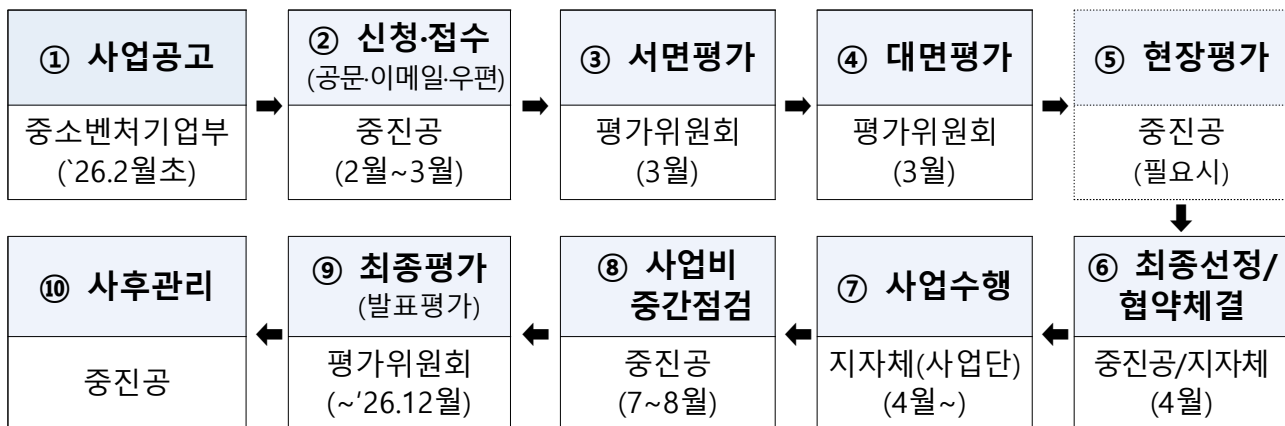 ① 사업공고
중소벤처기업부
(`26.2월초)
② 신청·접수
(공문·이메일·우편)
중진공
(2월~3월)
③ 서면평가
평가위원회
(3월)
④ 대면평가
평가위원회
(3월)
⑤ 현장평가
중진공
(필요시)
⑥ 최종선정/
협약체결
중진공/지자체
(4월)
⑦ 사업수행
지자체(사업단)
(4월~)
⑧ 사업비
중간점검
중진공
(7~8월)
⑨ 최종평가
(발표평가)
평가위원회
(~'26.12월)
⑩ 사후관리
중진공